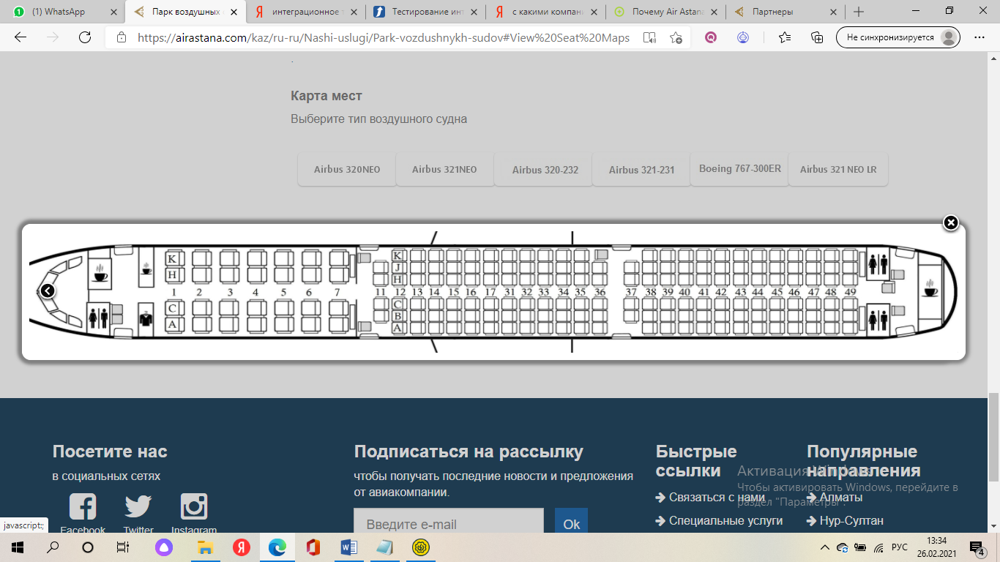 (1) WhatsApp
Парк воздушных
интеграционное т
Тестирование инт
с какими компани
Почему Air Astana
Партнеры
https://airastana.com/kaz/ru-ru/Nashi-uslugi/Park-vozdushnykh-sudov#View%20Seat%20Maps
Не синхронизируется
Карта мест
Выберите тип воздушного судна
Airbus 320NEO
Airbus 321NEO
Airbus 320-232
Airbus 321-231
Boeing 767-300ER
Airbus 321 NEO LR
K K
J
H H
1 2 3 4 5 6 7 11 12 13 14 15 16 17 31 32 33 34 35 36 37 38 39 40 41 42 43 44 45 46 47 48 49
C C
B
A A
Посетите нас
в социальных сетях
Facebook Twitter Instagram
Подписаться на рассылку
чтобы получать последние новости и предложения
от авиакомпании.
Введите e-mail Ok
Быстрые
ссылки
Связаться с нами
Специальные услуги
Популярные
направления
Алматы
Нур-Султан
Активация Windows
Чтобы активировать Windows, перейдите в
раздел "Параметры".
javascript:;
РУС
13:34
26.02.2021
4